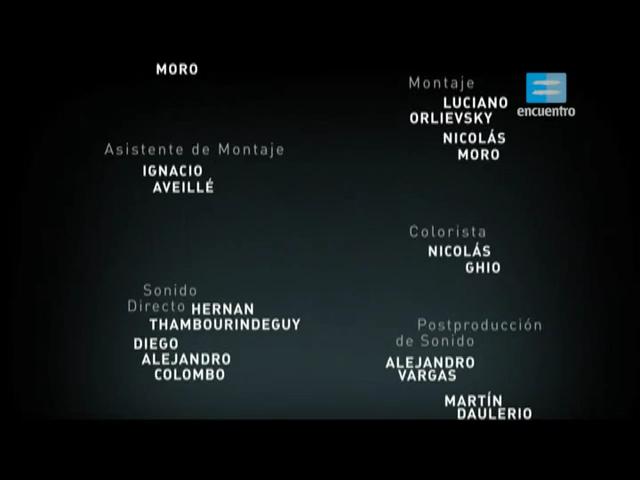 MORO
Asistente de Montaje
IGNACIO
AVEILLÉ
Sonido
Directo HERNAN
THAMBOURINDEGUY
DIEGO
ALEJANDRO
COLOMBO
Montaje
LUCIANO
ORLIEVSKY
NICOLÁS
MORO
encuentro
Colorista
NICOLÁS
GHIO
Postproducción
de Sonido
ALEJANDRO
VARGAS
MARTÍN
DAULERIO